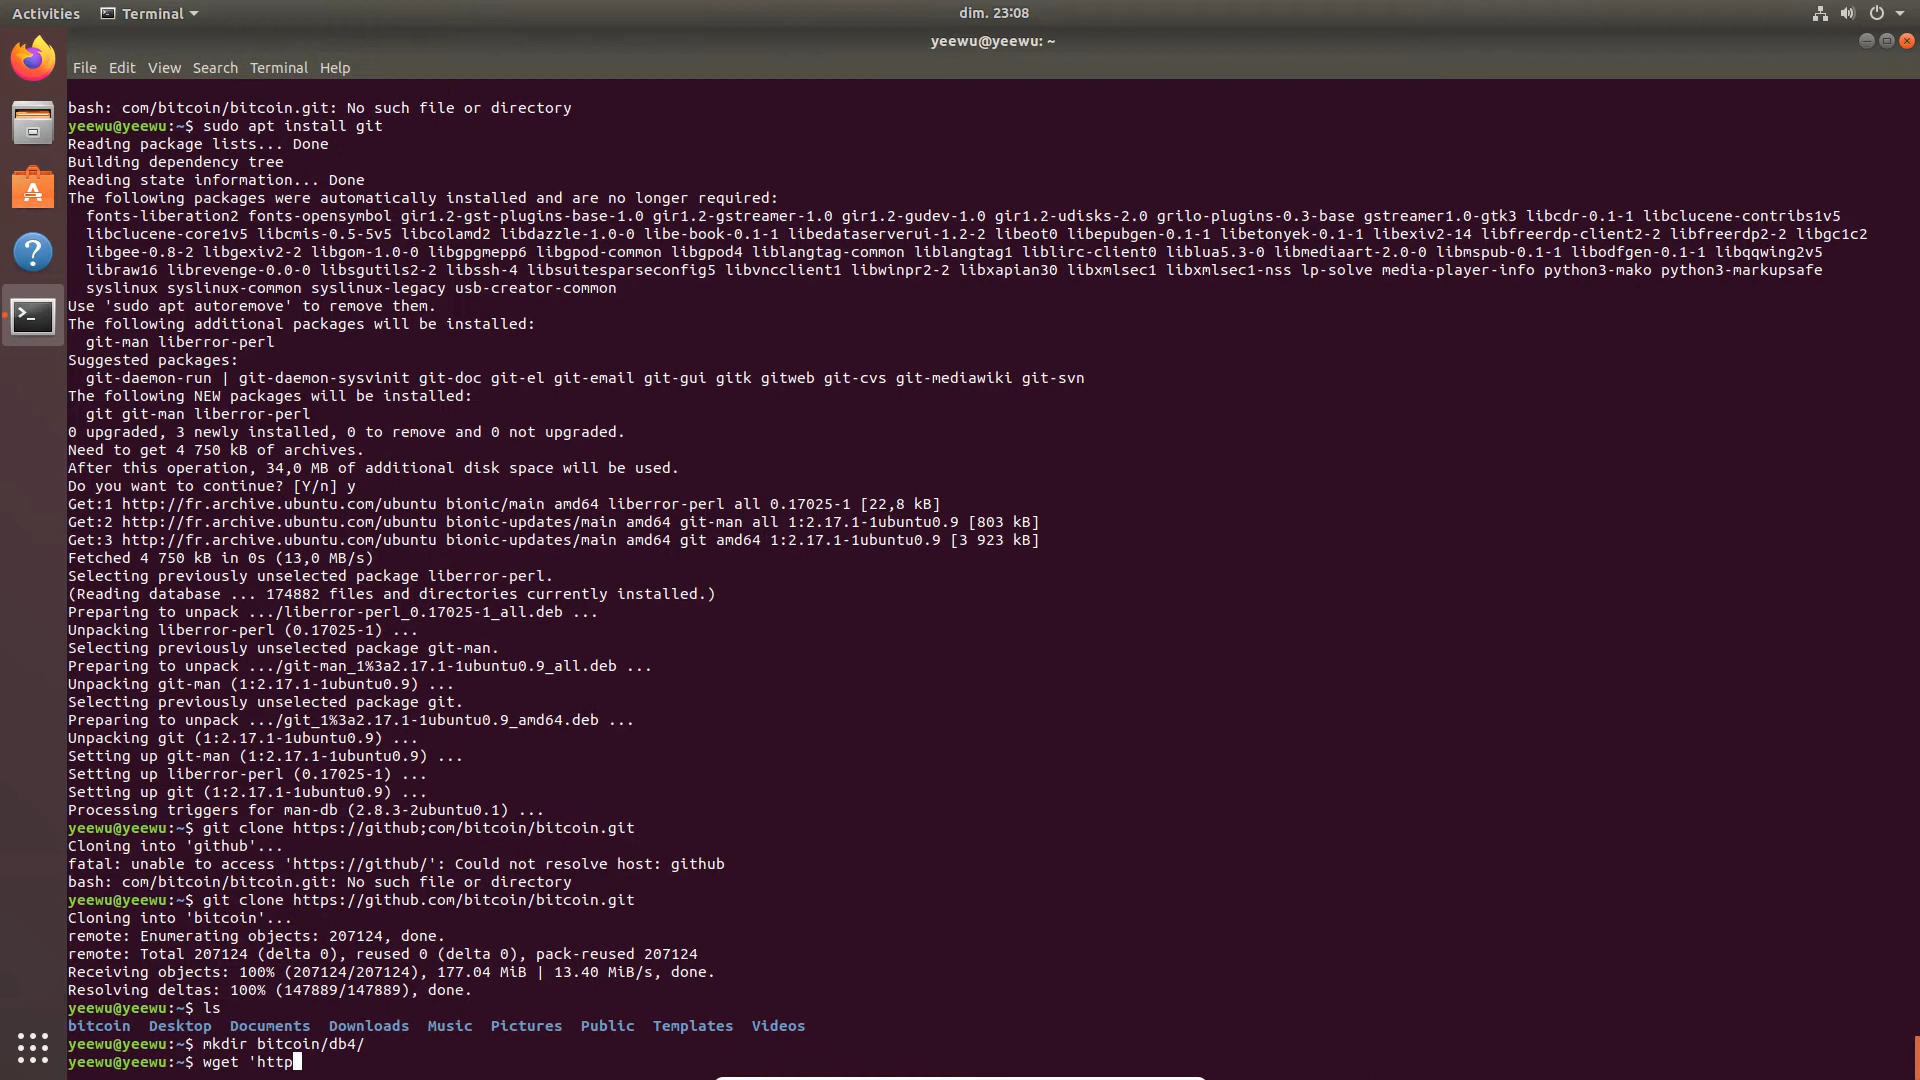 Activities Terminal dim. 23:08
yeewu@yeewu: ~
File Edit View Search Terminal Help
bash: com/bitcoin/bitcoin.git: No such file or directory
yeewu@yeewu:~$ sudo apt install git
Reading package lists... Done
Building dependency tree
Reading state information... Done
The following packages were automatically installed and are no longer required:
  fonts-liberation2 fonts-opensymbol gir1.2-gst-plugins-base-1.0 gir1.2-gstreamer-1.0 gir1.2-gudev-1.0 gir1.2-udisks-2.0 grilo-plugins-0.3-base gstreamer1.0-gtk3 libcdr-0.1-1 libclucene-contribs1v5
  libclucene-core1v5 libcmis-0.5-5v5 libcolamd2 libdazzle-1.0-0 libe-book-0.1-1 libedataserverui-1.2-2 libeot0 libepubgen-0.1-1 libetonyek-0.1-1 libexiv2-14 libfreerdp-client2-2 libfreerdp2-2 libgc1c2
  libgee-0.8-2 libgexiv2-2 libgom-1.0-0 libgpgmepp6 libgpod-common libgpod4 liblangtag-common liblangtag1 liblirc-client0 liblua5.3-0 libmediaart-2.0-0 libmspub-0.1-1 libodfgen-0.1-1 libqqwing2v5
  libraw16 librevenge-0.0-0 libsgutils2-2 libssh-4 libsuitesparseconfig5 libvncclient1 libwinpr2-2 libxapian30 libxmlsec1 libxmlsec1-nss lp-solve media-player-info python3-mako python3-markupsafe
  syslinux syslinux-common syslinux-legacy usb-creator-common
Use 'sudo apt autoremove' to remove them.
The following additional packages will be installed:
  git-man liberror-perl
Suggested packages:
  git-daemon-run | git-daemon-sysvinit git-doc git-el git-email git-gui gitk gitweb git-cvs git-mediawiki git-svn
The following NEW packages will be installed:
  git git-man liberror-perl
0 upgraded, 3 newly installed, 0 to remove and 0 not upgraded.
Need to get 4 750 kB of archives.
After this operation, 34,0 MB of additional disk space will be used.
Do you want to continue? [Y/n] y
Get:1 http://fr.archive.ubuntu.com/ubuntu bionic/main amd64 liberror-perl all 0.17025-1 [22,8 kB]
Get:2 http://fr.archive.ubuntu.com/ubuntu bionic-updates/main amd64 git-man all 1:2.17.1-1ubuntu0.9 [803 kB]
Get:3 http://fr.archive.ubuntu.com/ubuntu bionic-updates/main amd64 git amd64 1:2.17.1-1ubuntu0.9 [3 923 kB]
Fetched 4 750 kB in 0s (13,0 MB/s)
Selecting previously unselected package liberror-perl.
(Reading database ... 174882 files and directories currently installed.)
Preparing to unpack .../liberror-perl_0.17025-1_all.deb ...
Unpacking liberror-perl (0.17025-1) ...
Selecting previously unselected package git-man.
Preparing to unpack .../git-man_1%3a2.17.1-1ubuntu0.9_all.deb ...
Unpacking git-man (1:2.17.1-1ubuntu0.9) ...
Selecting previously unselected package git.
Preparing to unpack .../git_1%3a2.17.1-1ubuntu0.9_amd64.deb ...
Unpacking git (1:2.17.1-1ubuntu0.9) ...
Setting up git-man (1:2.17.1-1ubuntu0.9) ...
Setting up liberror-perl (0.17025-1) ...
Setting up git (1:2.17.1-1ubuntu0.9) ...
Processing triggers for man-db (2.8.3-2ubuntu0.1) ...
yeewu@yeewu:~$ git clone https://github;com/bitcoin/bitcoin.git
Cloning into 'github'...
fatal: unable to access 'https://github/': Could not resolve host: github
bash: com/bitcoin/bitcoin.git: No such file or directory
yeewu@yeewu:~$ git clone https://github.com/bitcoin/bitcoin.git
Cloning into 'bitcoin'...
remote: Enumerating objects: 207124, done.
remote: Total 207124 (delta 0), reused 0 (delta 0), pack-reused 207124
Receiving objects: 100% (207124/207124), 177.04 MiB | 13.40 MiB/s, done.
Resolving deltas: 100% (147889/147889), done.
yeewu@yeewu:~$ ls
bitcoin Desktop Documents Downloads Music Pictures Public Templates Videos
yeewu@yeewu:~$ mkdir bitcoin/db4/
yeewu@yeewu:~$ wget 'http